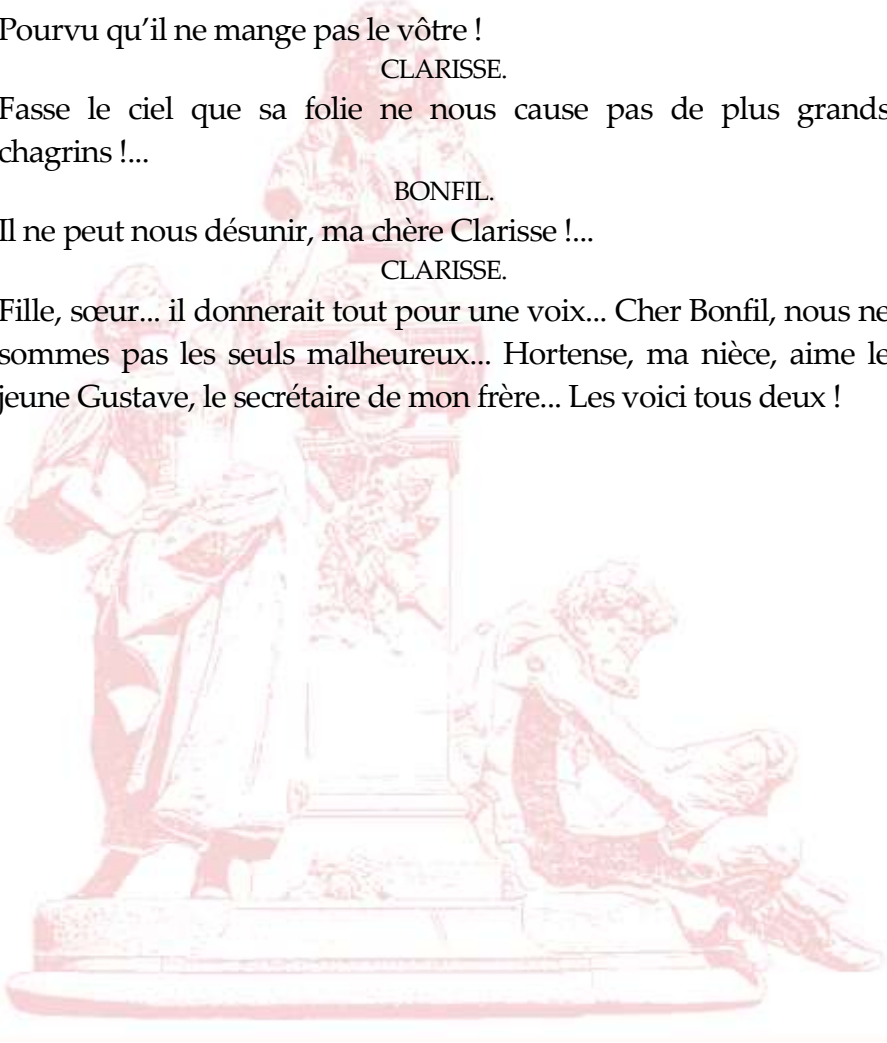 Pourvu qu’il ne mange pas le vôtre !
CLARISSE.
Fasse le ciel que sa folie ne nous cause pas de plus grands
chagrins !...
BONFIL.
Il ne peut nous désunir, ma chère Clarisse !...
CLARISSE.
Fille, sœur... il donnerait tout pour une voix... Cher Bonfil, nous ne
sommes pas les seuls malheureux... Hortense, ma nièce, aime le
jeune Gustave, le secrétaire de mon frère... Les voici tous deux !